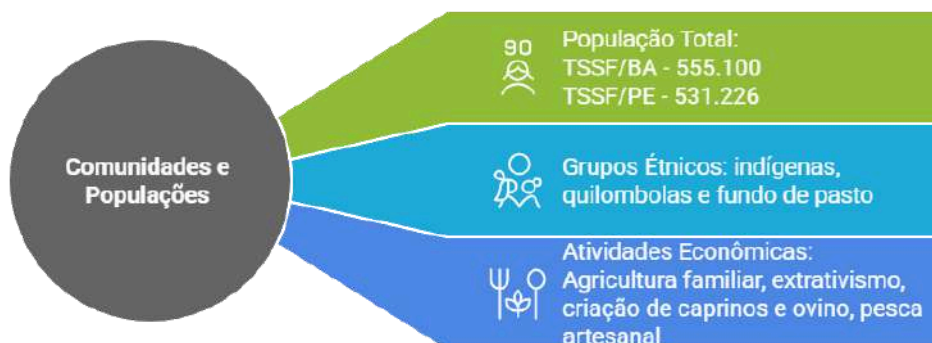 Comunidades e
Populações
90
População Total:
TSSF/BA - 555.100
TSSF/PE - 531.226
Grupos Étnicos: indígenas,
quilombolas e fundo de pasto
Atividades Econômicas:
Agricultura familiar, extrativismo,
criação de caprinos e ovino, pesca
artesanal